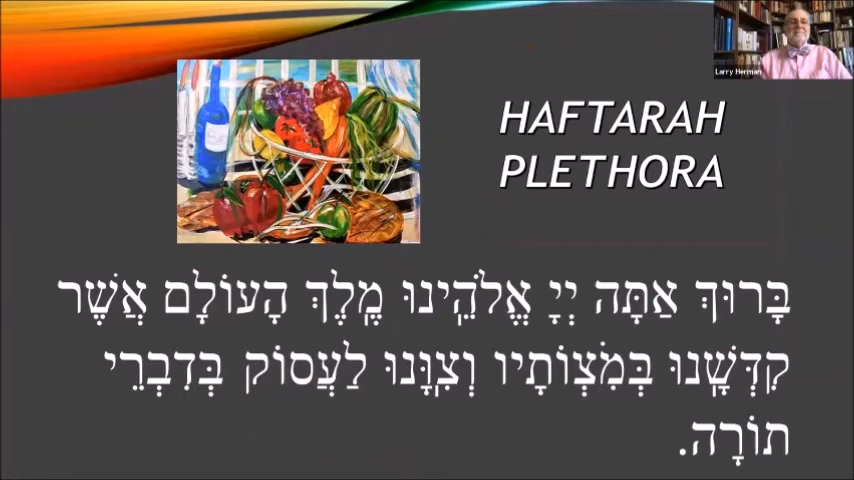 Larry Herman
HAFTARAH
PLETHORA
בָּרוּךְ אַתָּה יְיָ אֱלֹהֵֽינוּ מֶֽלֶךְ הָעוֹלָם אֲשֶׁר
קִדְּשָֽׁנוּ בְּמִצְוֹתָיו וְצִוָּֽנוּ לַעֲסוֹק בְּדִבְרֵי
תוֹרָה.